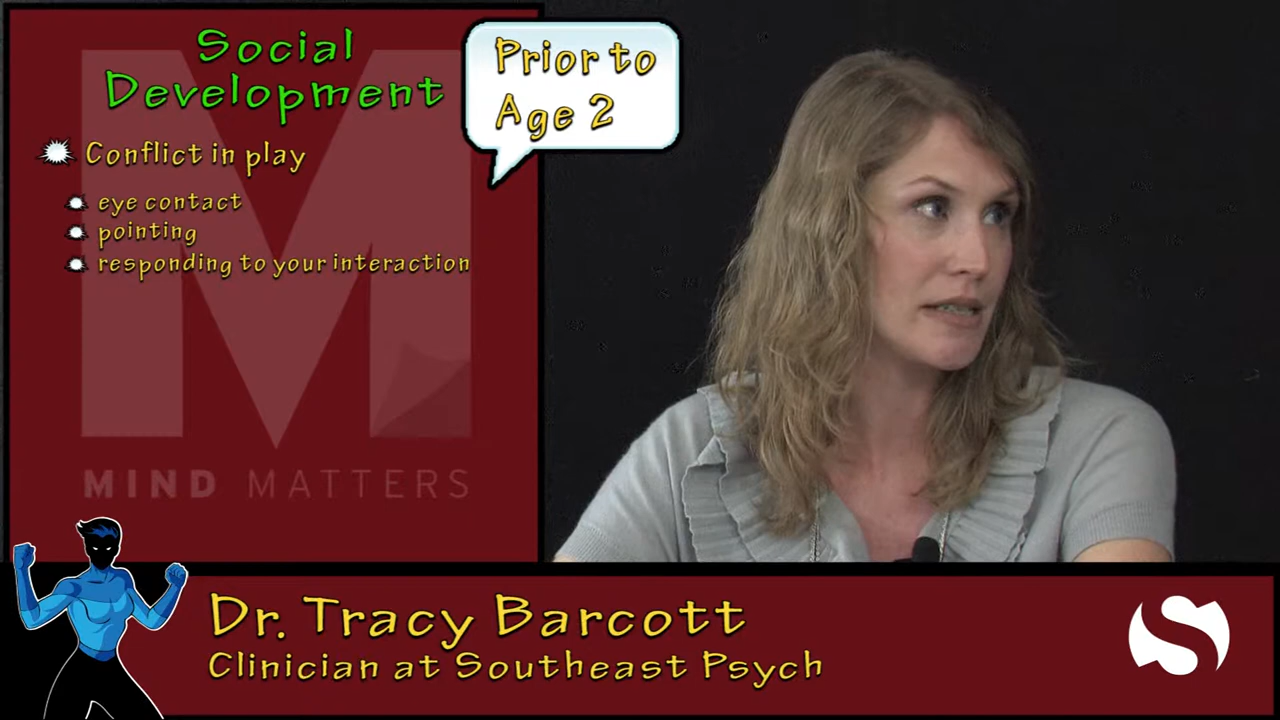 Social
Development
Prior to
Age 2
Conflict in play
eye contact
pointing
responding to your interaction
MIND MATTERS
Dr. Tracy Barcott
Clinician at Southeast Psych